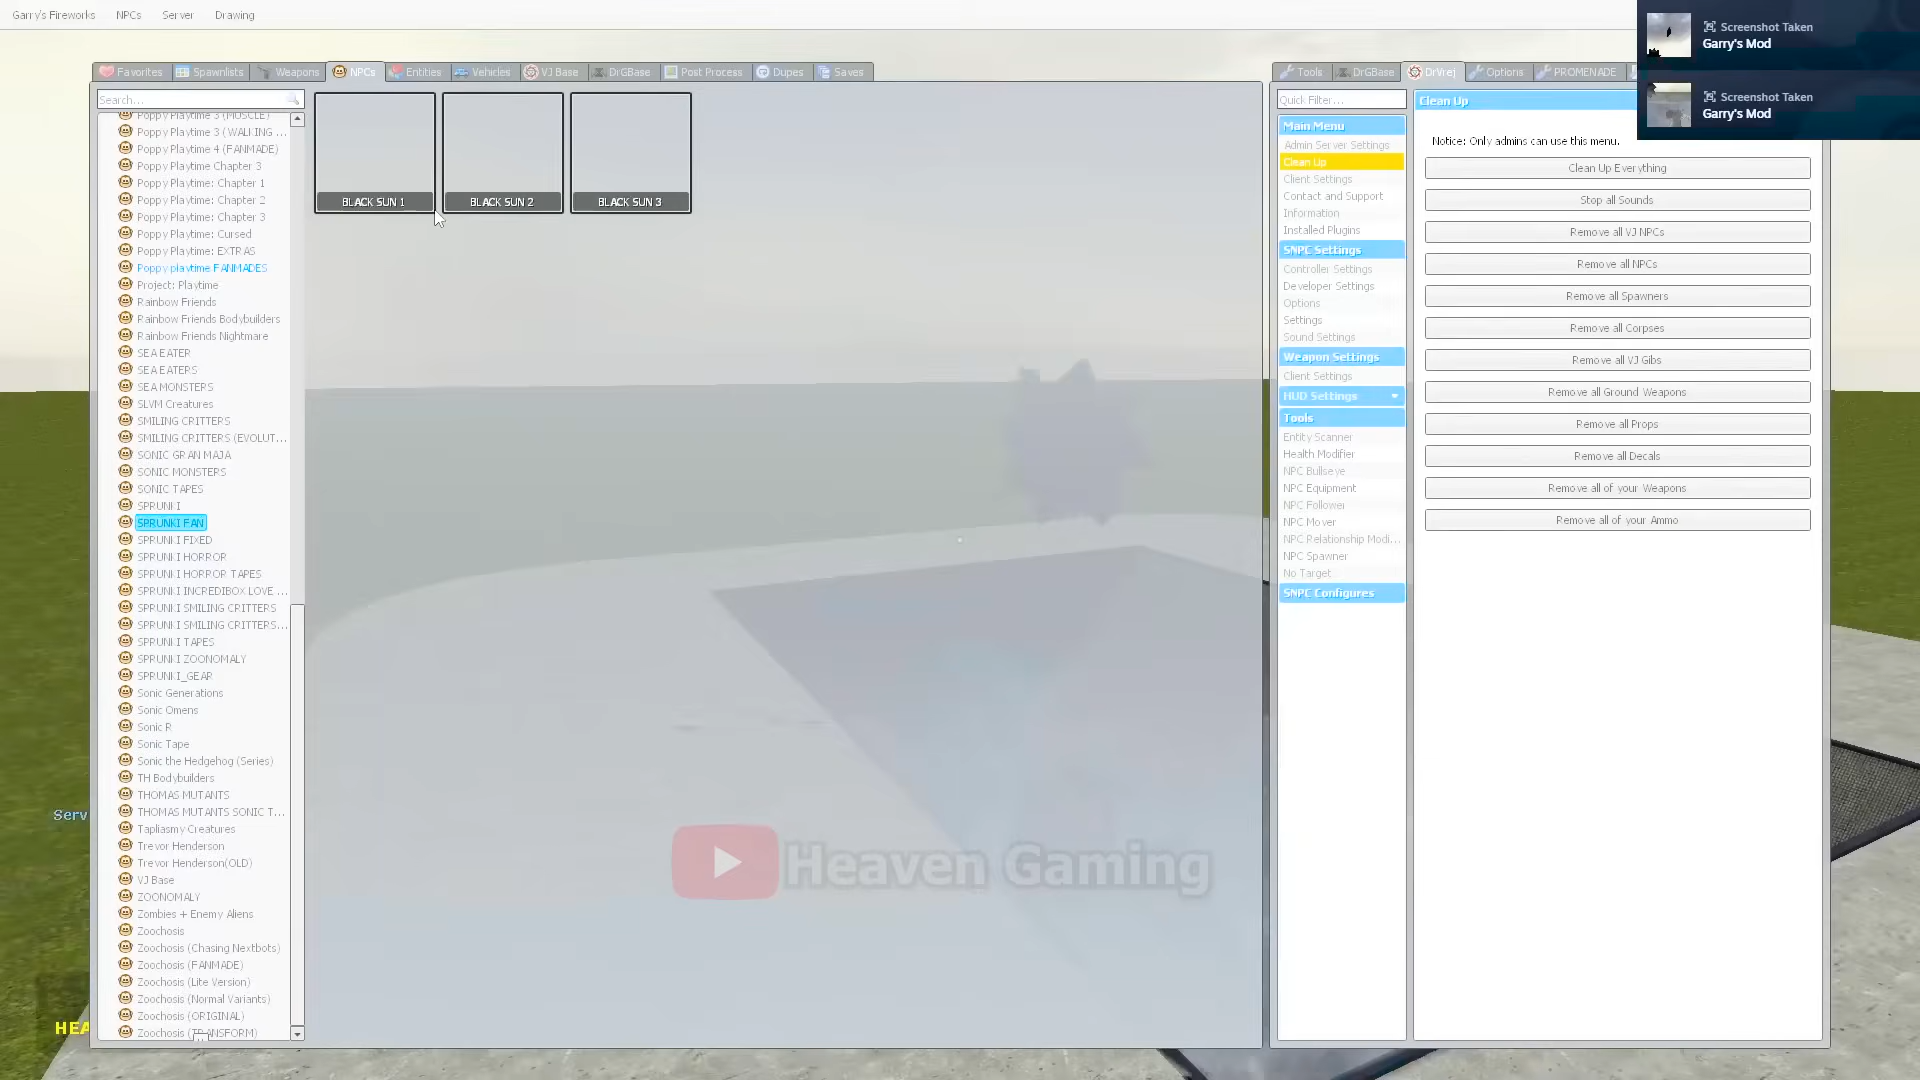 Garry's Fireworks NPCs Server Drawing
Screenshot Taken
Garry's Mod
Screenshot Taken
Garry's Mod
Favorites Spawnlists Weapons NPCs Entities Vehicles VJ Base DrGBase Post Process Dupes Saves
Search...
Poppy Playtime 3 (MUSCLE)
Poppy Playtime 3 ( WALKING ...
Poppy Playtime 4 (FANMADE)
Poppy Playtime Chapter 3
Poppy Playtime: Chapter 1
Poppy Playtime: Chapter 2
Poppy Playtime: Chapter 3
Poppy Playtime: Cursed
Poppy Playtime: EXTRAS
Poppy playtime FANMADES
Project: Playtime
Rainbow Friends
Rainbow Friends Bodybuilders
Rainbow Friends Nightmare
SEA EATER
SEA EATERS
SEA MONSTERS
SLVM Creatures
SMILING CRITTERS
SMILING CRITTERS (EVOLUT...
SONIC GRAN MAJA
SONIC MONSTERS
SONIC TAPES
SPRUNKI
SPRUNKI FAN
SPRUNKI FIXED
SPRUNKI HORROR
SPRUNKI HORROR TAPES
SPRUNKI INCREDIBOX LOVE ...
SPRUNKI SMILING CRITTERS
SPRUNKI SMILING CRITTERS...
SPRUNKI TAPES
SPRUNKI ZOONOMALY
SPRUNKI_GEAR
Sonic Generations
Sonic Omens
Sonic R
Sonic Tape
Sonic the Hedgehog (Series)
TH Bodybuilders
THOMAS MUTANTS
THOMAS MUTANTS SONIC T...
Tapliasmy Creatures
Trevor Henderson
Trevor Henderson(OLD)
VJ Base
ZOONOMALY
Zombies + Enemy Aliens
Zoochosis
Zoochosis (Chasing Nextbots)
Zoochosis (FANMADE)
Zoochosis (Lite Version)
Zoochosis (Normal Variants)
Zoochosis (ORIGINAL)
Zoochosis (TRANSFORM)
BLACK SUN 1 BLACK SUN 2 BLACK SUN 3
Heaven Gaming
Serv
HEA
Tools DrGBase DrVrej Options PROMENADE
Quick Filter...
Main Menu
Admin Server Settings
Clean Up
Client Settings
Contact and Support
Information
Installed Plugins
SNPC Settings
Controller Settings
Developer Settings
Options
Settings
Sound Settings
Weapon Settings
Client Settings
HUD Settings
Tools
Entity Scanner
Health Modifier
NPC Bullseye
NPC Equipment
NPC Follower
NPC Mover
NPC Relationship Modi...
NPC Spawner
No Target
SNPC Configures
Clean Up
Notice: Only admins can use this menu.
Clean Up Everything
Stop all Sounds
Remove all VJ NPCs
Remove all NPCs
Remove all Spawners
Remove all Corpses
Remove all VJ Gibs
Remove all Ground Weapons
Remove all Props
Remove all Decals
Remove all of your Weapons
Remove all of your Ammo